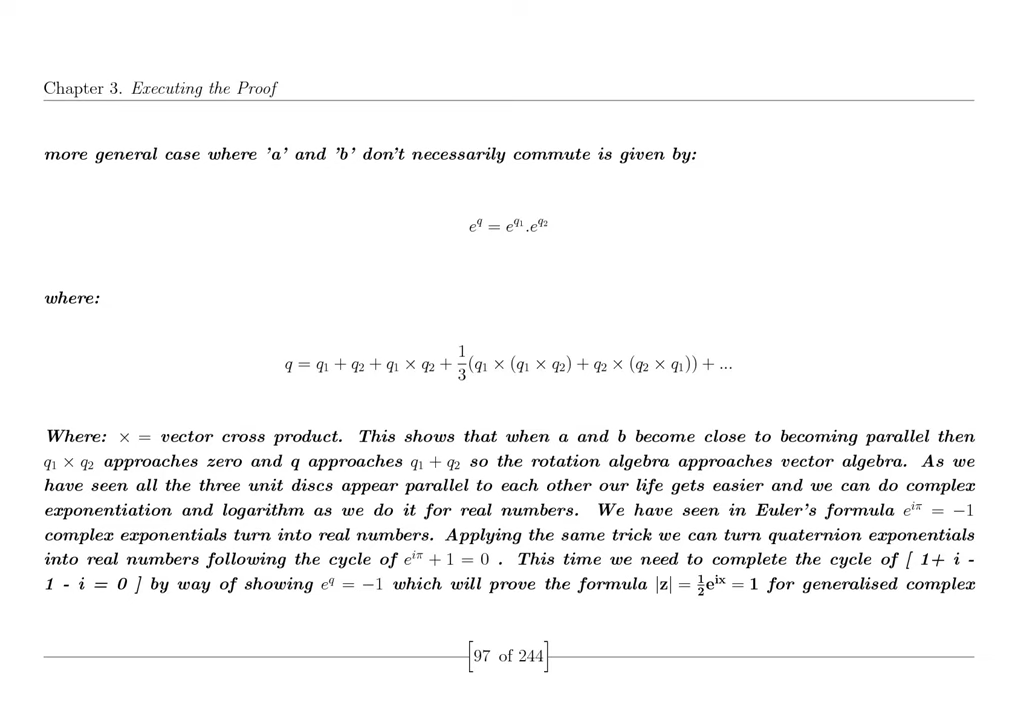 Chapter 3. Executing the Proof
more general case where 'a' and 'b' don't necessarily commute is given by:
e^q = e^{q_1}.e^{q_2}
where:
q = q_1 + q_2 + q_1 × q_2 + \frac{1}{3}(q_1 × (q_1 × q_2) + q_2 × (q_2 × q_1)) + ...
Where: × = vector cross product. This shows that when a and b become close to becoming parallel then
q_1 × q_2 approaches zero and q approaches q_1 + q_2 so the rotation algebra approaches vector algebra. As we
have seen all the three unit discs appear parallel to each other our life gets easier and we can do complex
exponentiation and logarithm as we do it for real numbers. We have seen in Euler's formula e^{iπ} = −1
complex exponentials turn into real numbers. Applying the same trick we can turn quaternion exponentials
into real numbers following the cycle of e^{iπ} + 1 = 0 . This time we need to complete the cycle of [ 1+ i -
1 - i = 0 ] by way of showing e^q = −1 which will prove the formula |z| = \frac{1}{2}e^{ix} = 1 for generalised complex
[97 of 244]